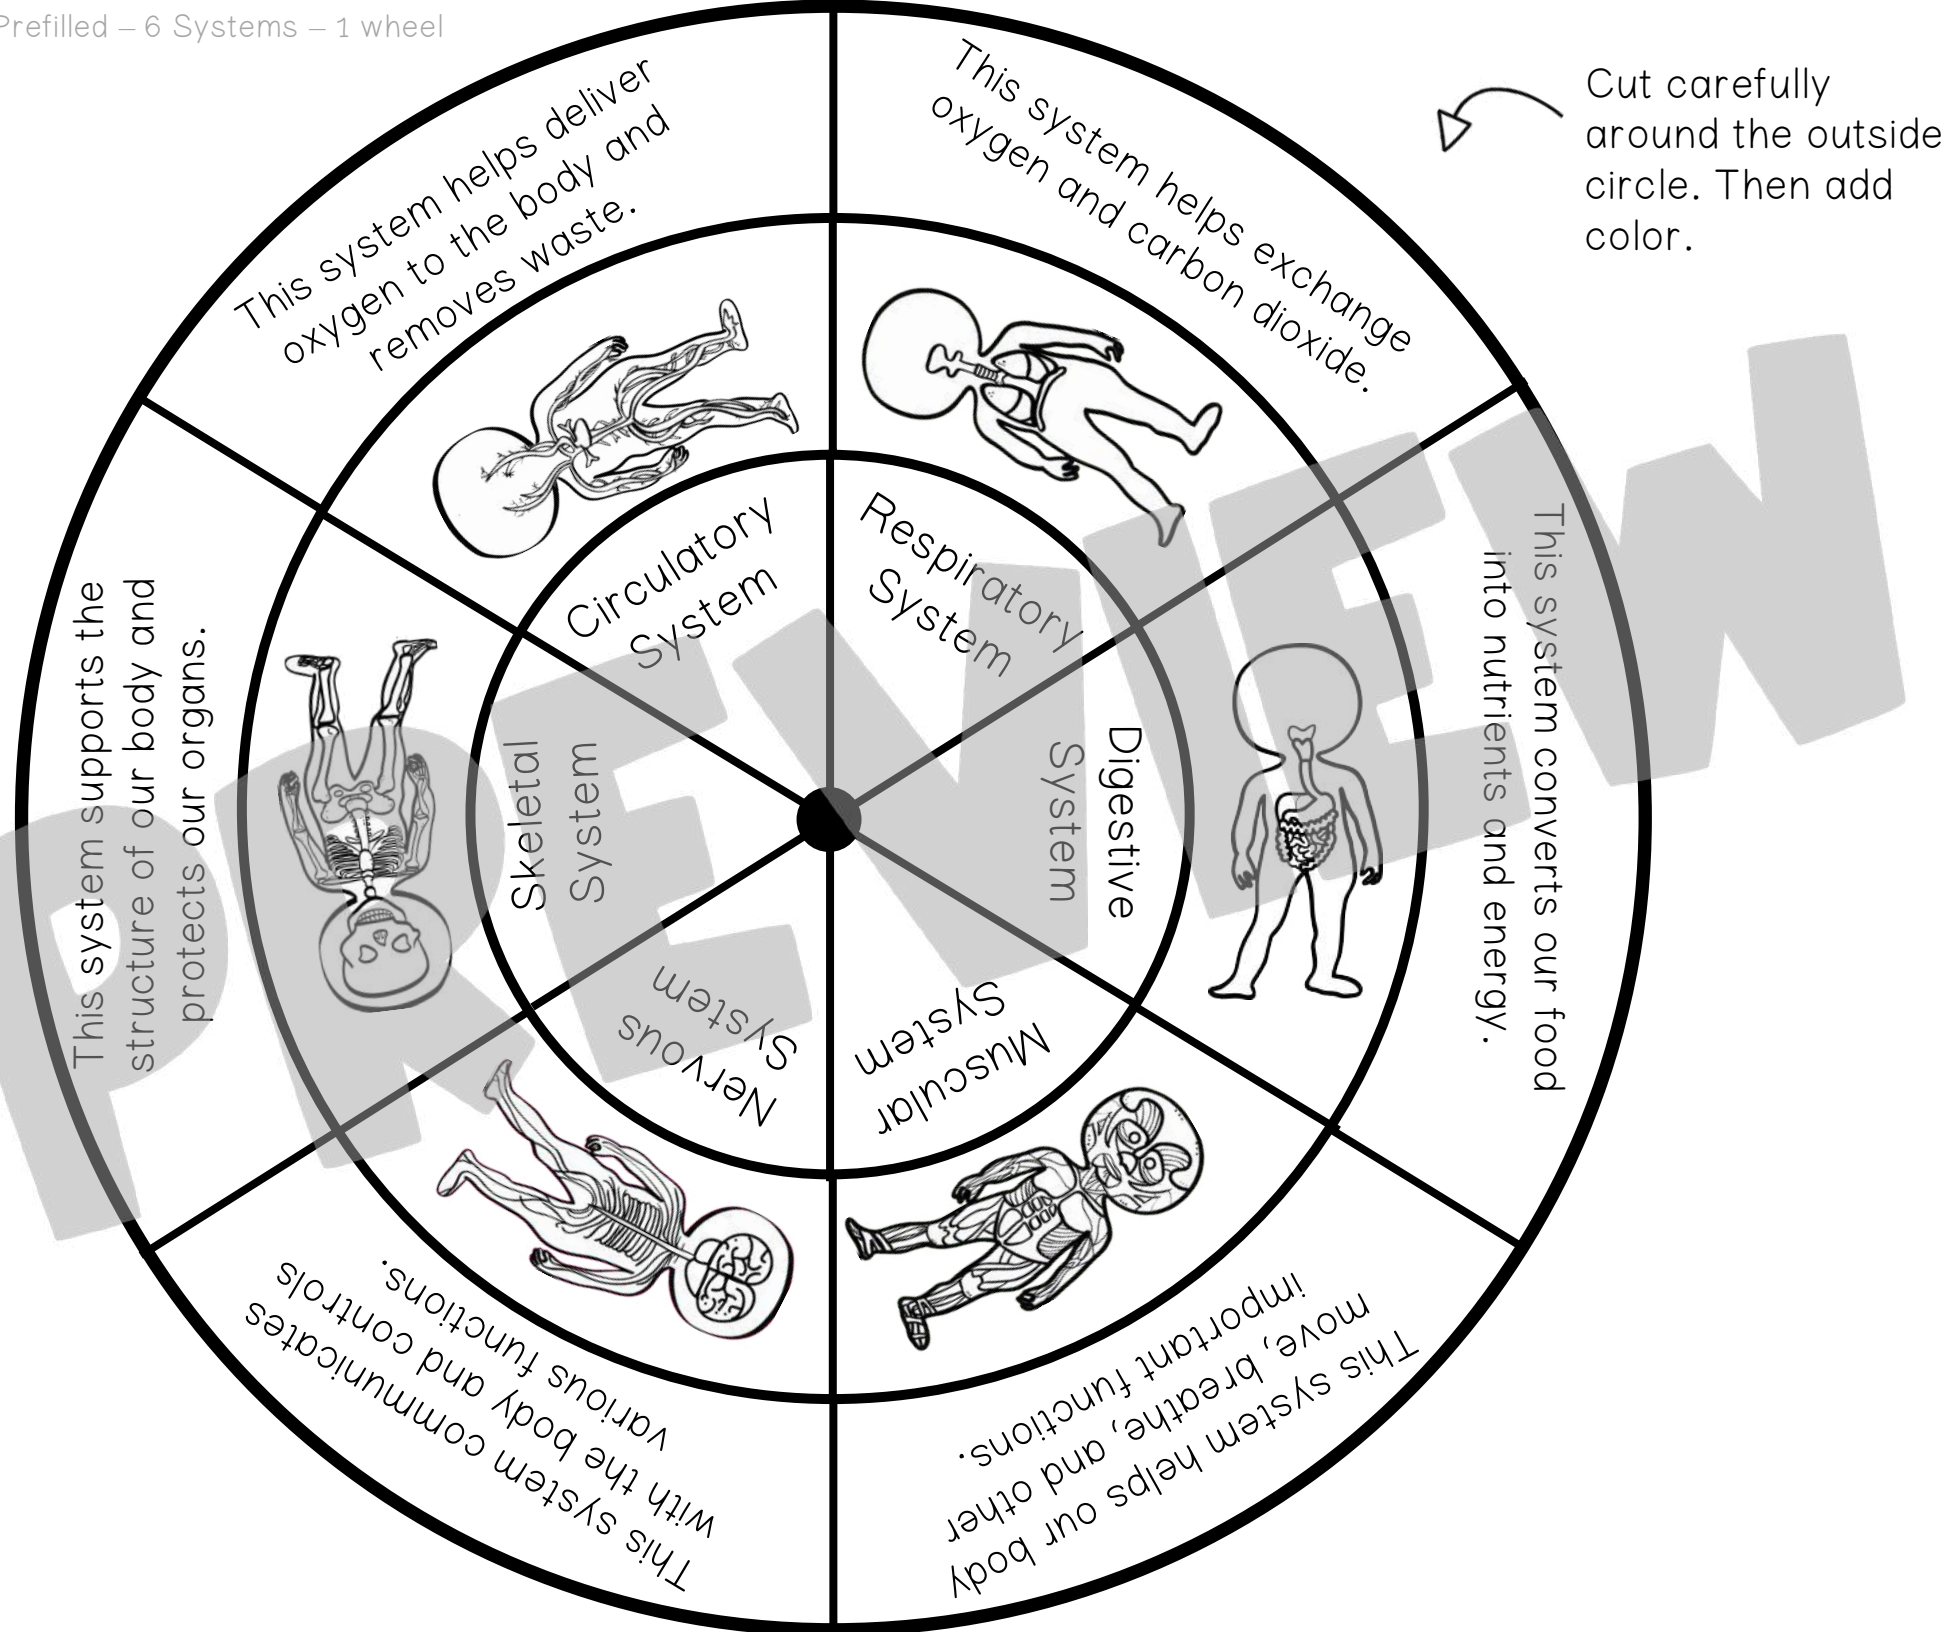 Prefilled – 6 Systems – 1 wheel
Cut carefully
around the outside
circle. Then add
color.
This system helps deliver
oxygen to the body and
removes waste.
Circulatory
System
This system helps exchange
oxygen and carbon dioxide.
Respiratory
System
This system converts our food
into nutrients and energy.
Digestive
System
This system helps our body
move, breathe, and other
important functions.
Muscular
System
This system communicates
with the body and controls
various functions.
Nervous
System
This system supports the
structure of our body and
protects our organs.
Skeletal
System
PREVIEW